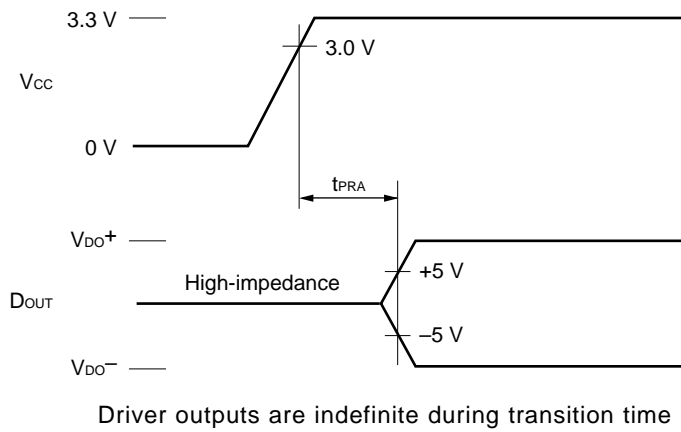 3.3 V
3.0 V
VCC
0 V
tPRA
VDO+
+5 V
High-impedance
DOUT
–5 V
VDO–
Driver outputs are indefinite during transition time